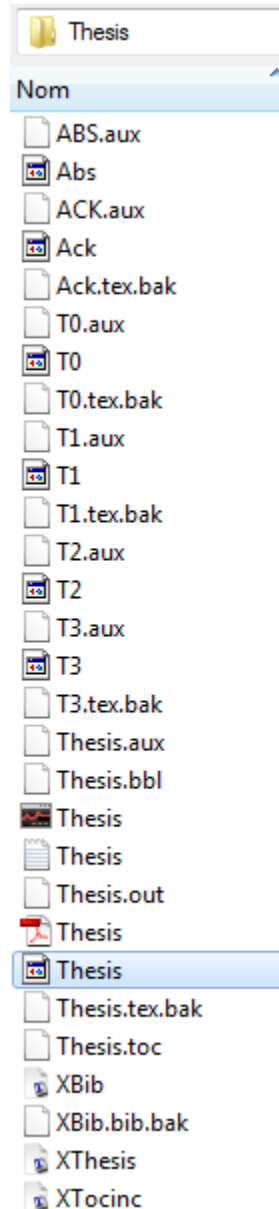 Thesis
Nom
ABS.aux
Abs
ACK.aux
Ack
Ack.tex.bak
T0.aux
T0
T0.tex.bak
T1.aux
T1
T1.tex.bak
T2.aux
T2
T3.aux
T3
T3.tex.bak
Thesis.aux
Thesis.bbl
Thesis
Thesis
Thesis.out
Thesis
Thesis
Thesis.tex.bak
Thesis.toc
XBib
XBib.bib.bak
XThesis
XTocinc